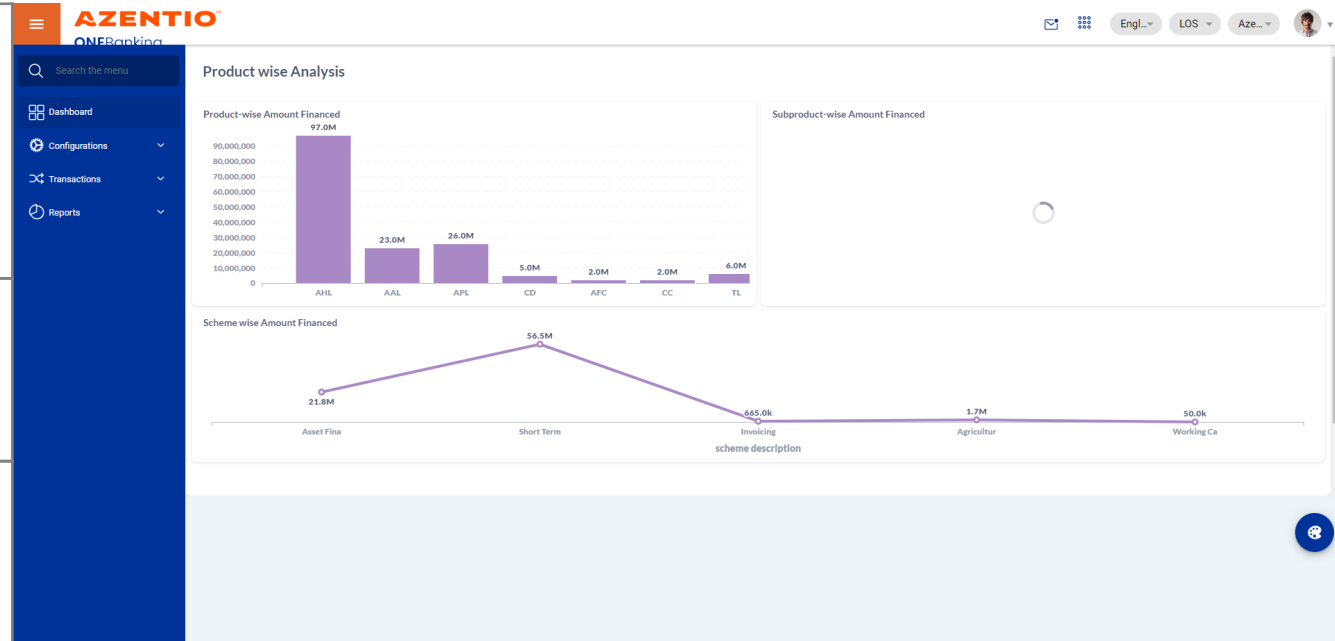 AZENTIO™
ONEBanking
Engl...
LOS
Aze...
Search the menu
Dashboard
Configurations
Transactions
Reports
Product wise Analysis
Product-wise Amount Financed
97.0M
90,000,000
80,000,000
70,000,000
60,000,000
50,000,000
40,000,000
30,000,000
20,000,000
10,000,000
0
23.0M
26.0M
5.0M
2.0M
2.0M
6.0M
AHL AAL APL CD AFC CC TL
Subproduct-wise Amount Financed
Scheme wise Amount Financed
56.5M
21.8M
665.0k
1.7M
50.0k
Asset Fina Short Term Invoicing Agricultur Working Ca
scheme description